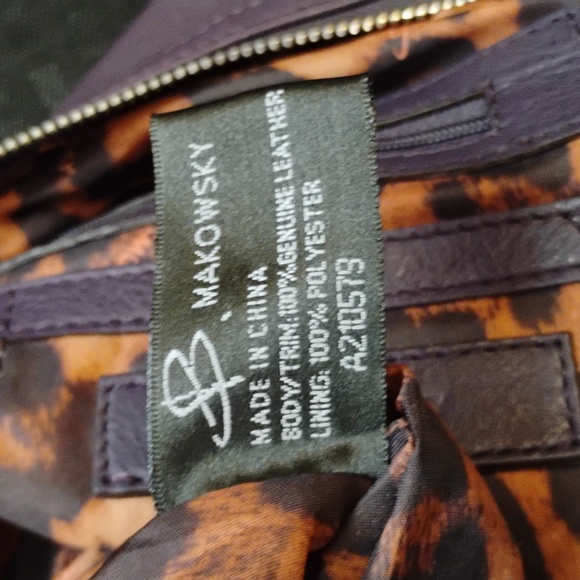 B. MAKOWSKY
MADE IN CHINA
BODY/TRIM:100%GENUINE LEATHER
LINING: 100% POLYESTER
A210579